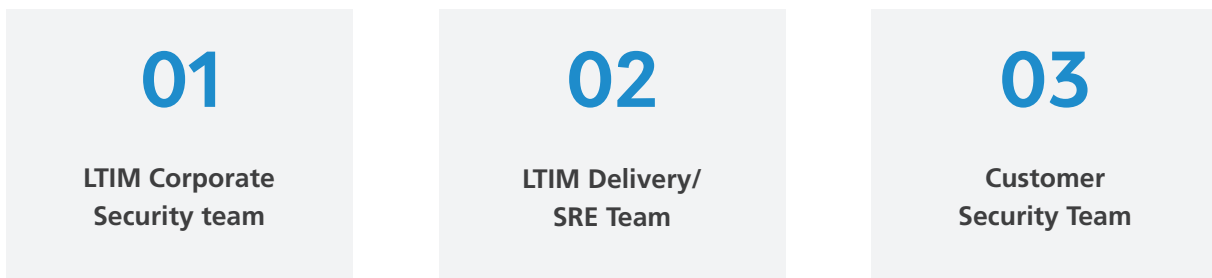 01
LTIM Corporate
Security team
02
LTIM Delivery/
SRE Team
03
Customer
Security Team